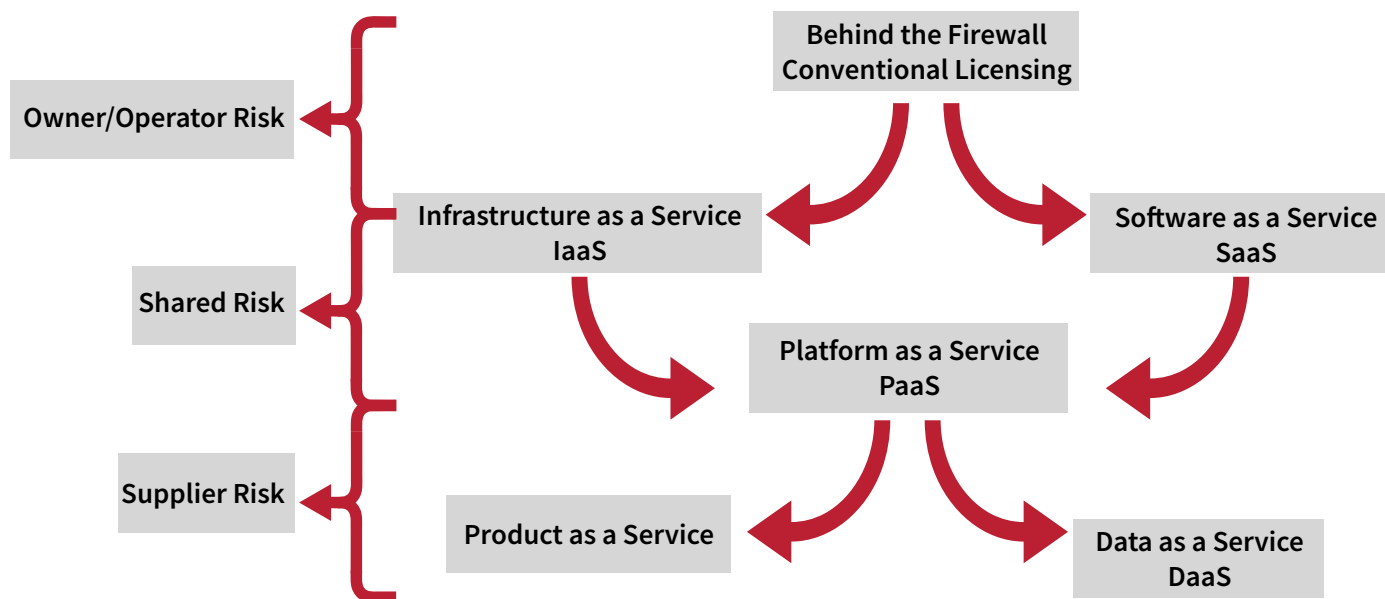 Behind the Firewall
Conventional Licensing
Owner/Operator Risk
Infrastructure as a Service
IaaS
Software as a Service
SaaS
Shared Risk
Platform as a Service
PaaS
Supplier Risk
Product as a Service
Data as a Service
DaaS